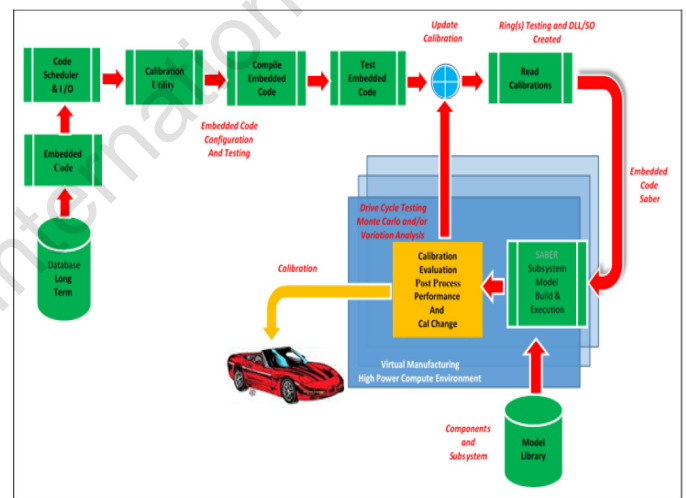 Update
Calibration
Ring(s) Testing and DLL/SO
Created
Code
Scheduler
& I /O
Calibration
Utility
Compile
Embedded
Code
Test
Embedded
Code
Read
Calibrations
Embedded Code
Configuration
And Testing
Embedded
Code
Embedded
Code
Saber
Drive Cycle Testing
Monte Carlo and/or
Variation Analysis
Database
Long
Term
Calibration
Calibration
Evaluation
Post Process
Performance
And
Cal Change
SABER
Subsystem
Model
Build &
Execution
Virtual Manufacturing
High Power Compute Environment
Components
and
Subsystem
Model
Library
International